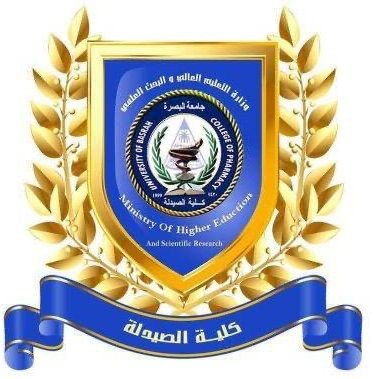 وزارة التعليم العالي و البحث العلمي
جامعة البصرة
UNIVERSITY OF BASRAH
COLLEGE OF PHARMACY
كلية الصيدلة
Ministry Of Higher Eduction
And Scientific Research
كلية الصيدلة